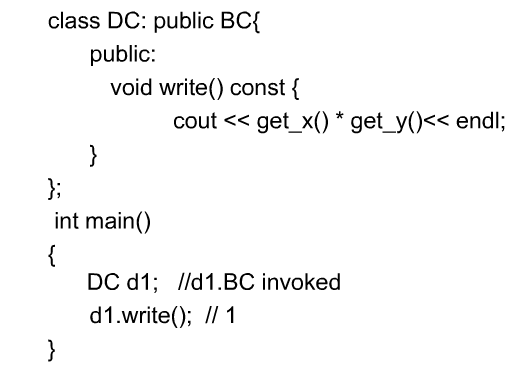 class DC: public BC{
public:
void write() const {
cout << get_x() * get_y()<< endl;
}
};
int main()
{
DC d1; //d1.BC invoked
d1.write(); // 1
}